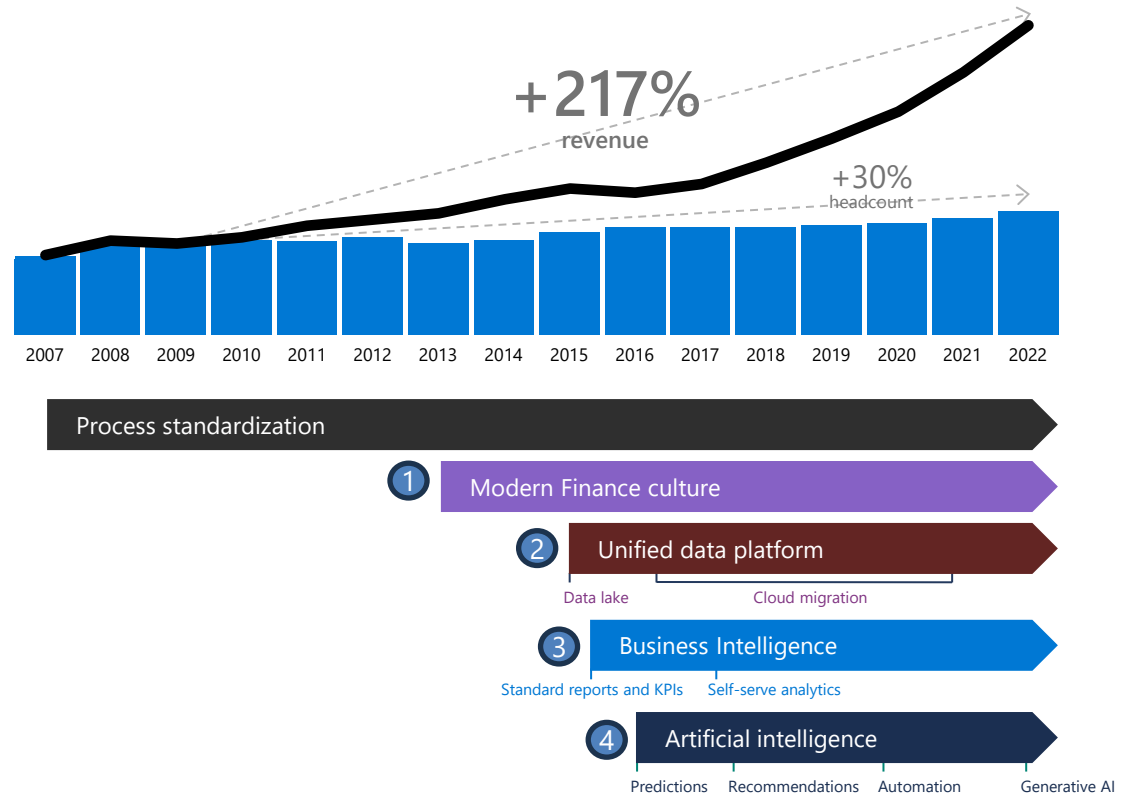 +217%
revenue
+30%
headcount
2007 2008 2009 2010 2011 2012 2013 2014 2015 2016 2017 2018 2019 2020 2021 2022
Process standardization
1 Modern Finance culture
2 Unified data platform
Data lake Cloud migration
3 Business Intelligence
Standard reports and KPIs Self-serve analytics
4 Artificial intelligence
Predictions Recommendations Automation Generative AI